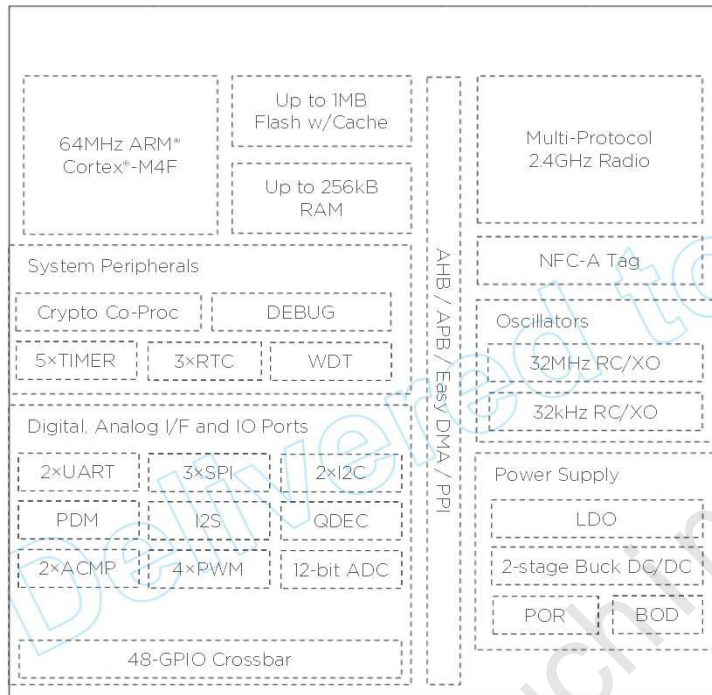 64MHz ARM®
Cortex®-M4F
Up to 1MB
Flash w/Cache
Up to 256kB
RAM
System Peripherals
Crypto Co-Proc
DEBUG
5×TIMER
3×RTC
WDT
Digital, Analog I/F and IO Ports
2×UART
3×SPI
2×I2C
PDM
I2S
QDEC
2×ACMP
4×PWM
12-bit ADC
48-GPIO Crossbar
AHB / APB / Easy DMA / PPI
Multi-Protocol
2.4GHz Radio
NFC-A Tag
Oscillators
32MHz RC/XO
32kHz RC/XO
Power Supply
LDO
2-stage Buck DC/DC
POR
BOD
Delivered to